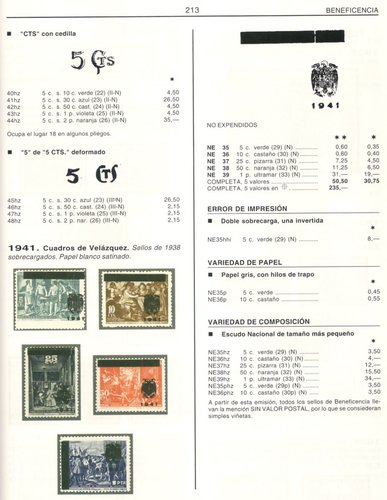 213
BENEFICENCIA
■ "CTS" con cedilla
5 Cts
*
40hz 5 c. s. 10 c. verde (22) (II-N) 4,50
41hz 5 c. s. 30 c. azul (23) (II-N) 26,50
42hz 5 c. s. 50 c. cast. (24) (II-N) 4,50
43hz 5 c. s. 1 p. violeta (25) (II-N) 4,50
44hz 5 c. s. 2 p. naranja (26) (II-N) 35,—
Ocupa el lugar 18 en algunos pliegos.
■ "5" de "5 CTS." deformado
5 CTS
*
45hz 5 c. s. 30 c. azul (23) (III-N) 26,50
46hz 5 c. s. 50 c. cast. (24) (III-N) 2,15
47hz 5 c. s. 1 p. violeta (25) (III-N) 2,15
48hz 5 c. s. 2 p. nar. (26) (III-N) 2,15
1941. Cuadros de Velázquez. Sellos de 1938
sobrecargados. Papel blanco satinado.
1941
10
1941
1941
1941
1941
1 PTA
1941
NO EXPENDIDOS
** *
NE 35 5 c. verde (29) (N) 0,60 0,35
NE 36 10 c. castaño (30) (N) 0,60 0,40
NE 37 25 c. pizarra (31) (N) 7,25 4,50
NE 38 50 c. naranja (32) (N) 11,25 6,50
NE 39 1 p. ultramar (33) (N) 31,— 19,—
COMPLETA, 5 valores 50,50 30,75
COMPLETA, 5 valores en 235,—
ERROR DE IMPRESIÓN
■ Doble sobrecarga, una invertida
*
NE35hhi 5 c. verde (29) (N) 8,—
VARIEDAD DE PAPEL
■ Papel gris, con hilos de trapo
*
NE35p 5 c. verde 0,45
NE36p 10 c. castaño 0,55
VARIEDAD DE COMPOSICIÓN
■ Escudo Nacional de tamaño más pequeño
*
NE35hz 5 c. verde (29) (N) 3,50
NE36hz 10 c. castaño (30) (N) 4,—
NE37hz 25 c. pizarra (31) (N) 12,—
NE38hz 50 c. naranja (32) (N) 15,50
NE39hz 1 p. ultramar (33) (N) 34,—
NE35phz 5 c. verde (29p) (N) 3,50
NE36phz 10 c. castaño (30p) (N) 3,50
A partir de esta emisión, todos los sellos de Beneficencia lle-
van la mención SIN VALOR POSTAL, por lo que se consideran
simples viñetas.